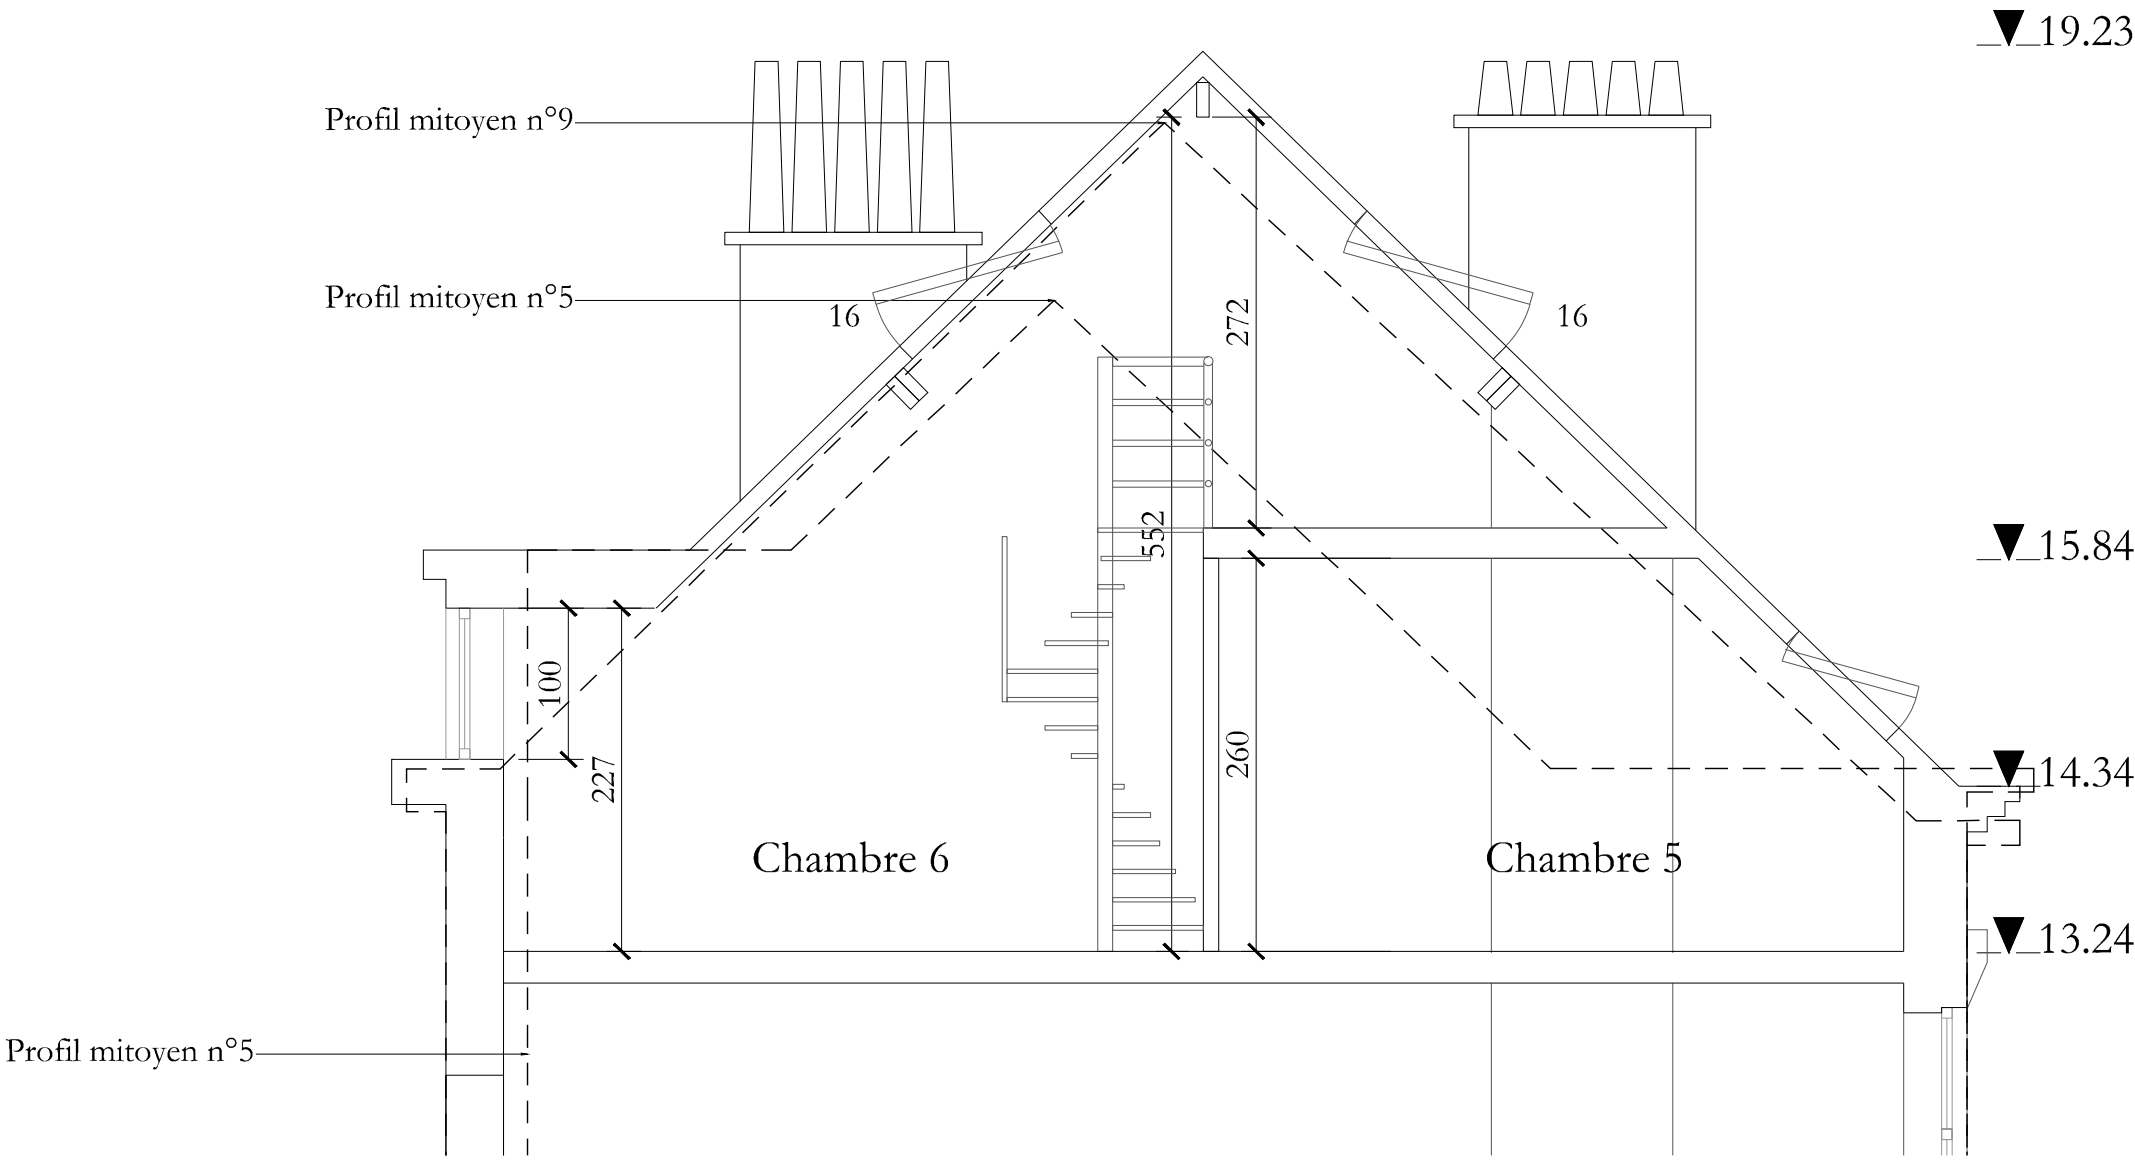 19.23
Profil mitoyen n°9
Profil mitoyen n°5
16
272
16
552
15.84
100
227
260
14.34
Chambre 6
Chambre 5
13.24
Profil mitoyen n°5